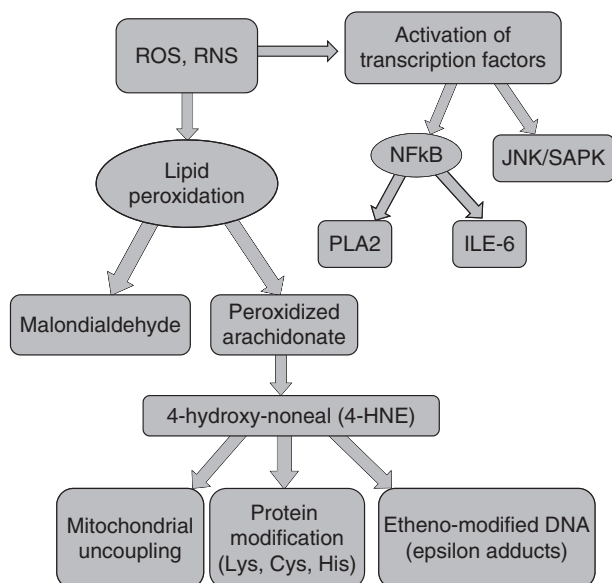 ROS, RNS
Activation of
transcription factors
Lipid
peroxidation
NFkB
JNK/SAPK
PLA2
ILE-6
Malondialdehyde
Peroxidized
arachidonate
4-hydroxy-noneal (4-HNE)
Mitochondrial
uncoupling
Protein
modification
(Lys, Cys, His)
Etheno-modified DNA
(epsilon adducts)